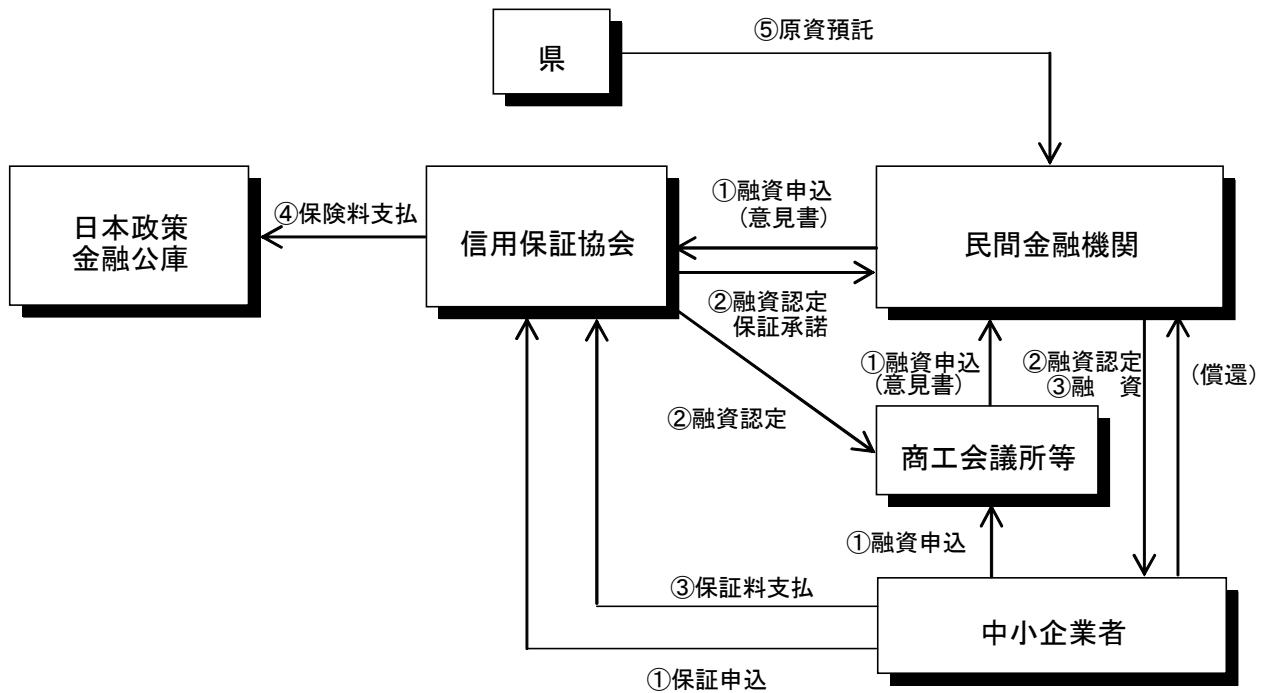 ⑤原資預託
県
日本政策
金融公庫
④保険料支払
信用保証協会
①融資申込
(意見書)
民間金融機関
②融資認定
保証承諾
①融資申込
(意見書)
②融資認定
③融　資
(償還)
②融資認定
商工会議所等
①融資申込
③保証料支払
中小企業者
①保証申込